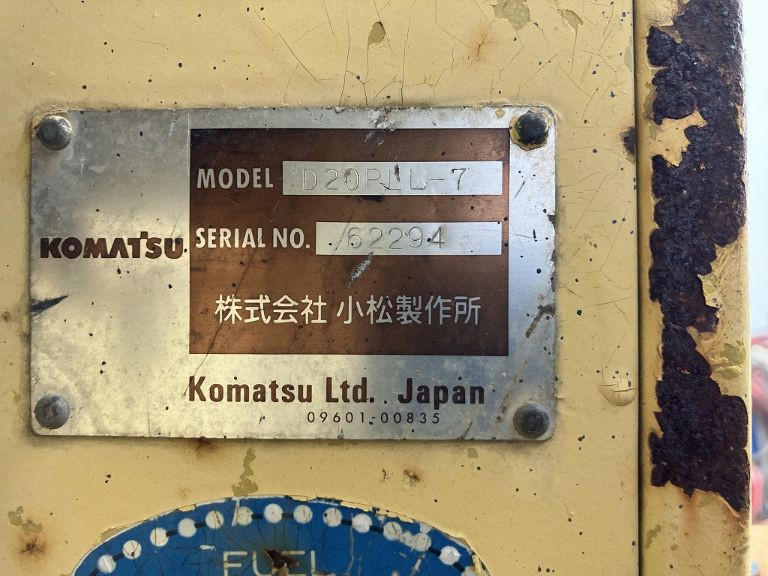 MODEL D20PLL-7
KOMATSU SERIAL NO. 62294
株式会社 小松製作所
Komatsu Ltd. Japan
09601-00835
FUEL